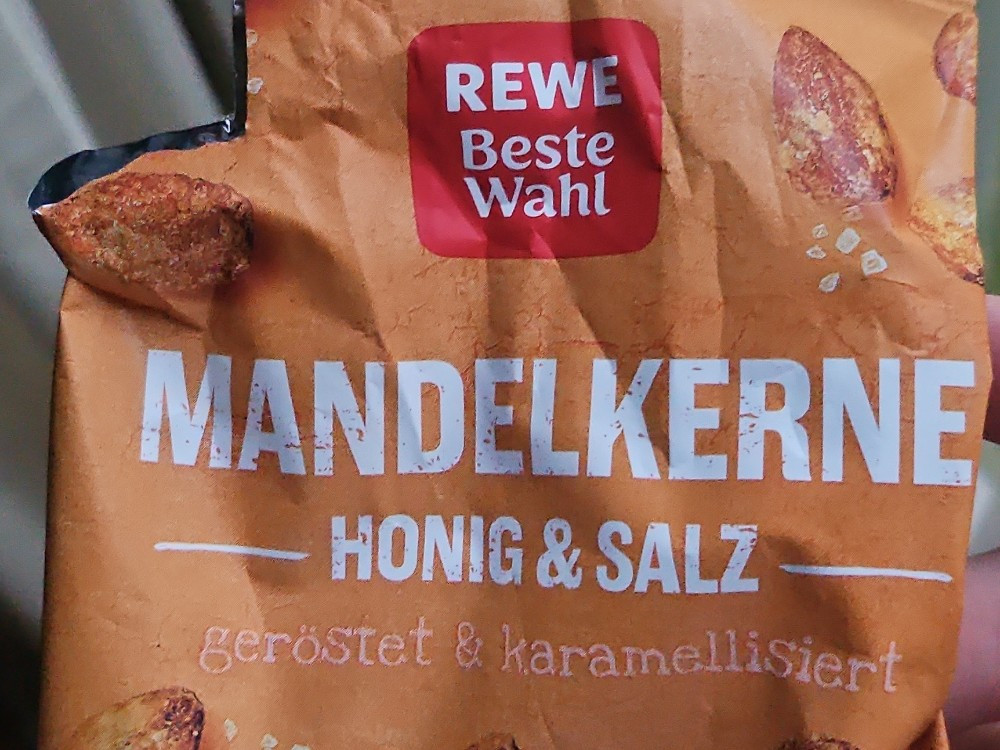 REWE
Beste
Wahl
MANDELKERNE
HONIG & SALZ
geröstet & karamellisiert